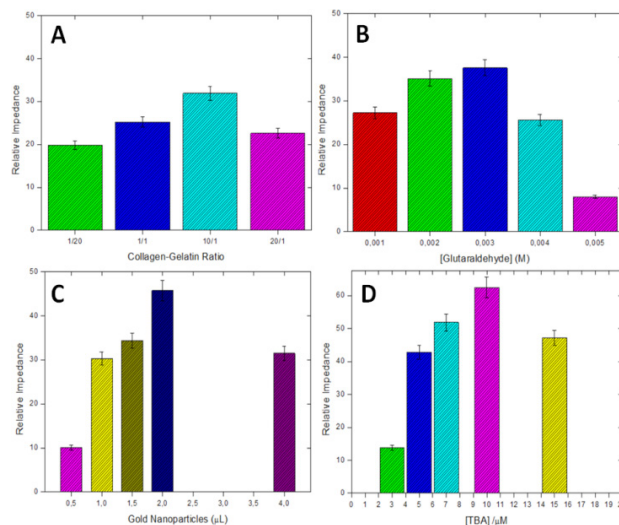 A
Relative Impedance
50
40
30
20
10
0
1/20 1/1 10/1 20/1
Collagen-Gelatin Ratio
B
Relative Impedance
50
40
30
20
10
0
0,001 0,002 0,003 0,004 0,005
[Glutaraldehyde] (M)
C
Relative Impedance
50
40
30
20
10
0
0,5 1,0 1,5 2,0 2,5 3,0 3,5 4,0
Gold Nanoparticles (µL)
D
Relative Impedance
60
50
40
30
20
10
0
0 1 2 3 4 5 6 7 8 9 10 11 12 13 14 15 16 17 18 19
[TBA] /µM